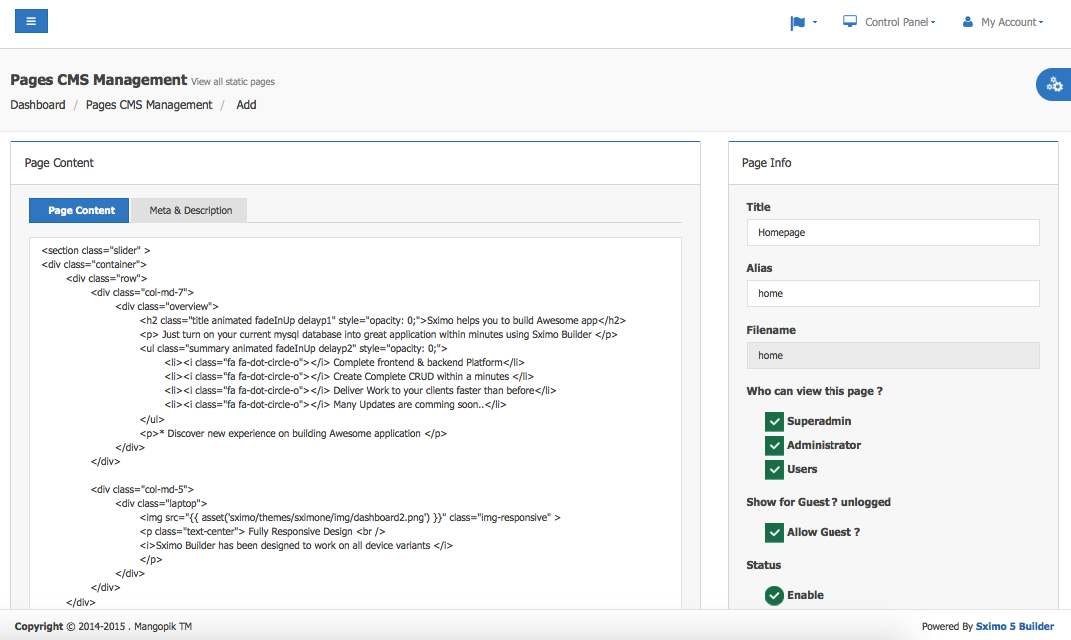 Control Panel
My Account
Pages CMS Management View all static pages
Dashboard / Pages CMS Management / Add
Page Content
Page Content
Meta & Description
<section class="slider" >
<div class="container">
<div class="row">
<div class="col-md-7">
<div class="overview">
<h2 class="title animated fadeInUp delayp1" style="opacity: 0;">Sximo helps you to build Awesome app</h2>
<p> Just turn on your current mysql database into great application within minutes using Sximo Builder </p>
<ul class="summary animated fadeInUp delayp2" style="opacity: 0;">
<li><i class="fa fa-dot-circle-o"></i> Complete frontend & backend Platform</li>
<li><i class="fa fa-dot-circle-o"></i> Create Complete CRUD within a minutes </li>
<li><i class="fa fa-dot-circle-o"></i> Deliver Work to your clients faster than before</li>
<li><i class="fa fa-dot-circle-o"></i> Many Updates are comming soon..</li>
</ul>
<p>* Discover new experience on building Awesome application </p>
</div>
</div>
<div class="col-md-5">
<div class="laptop">
<img src="{{ asset('sximo/themes/sximone/img/dashboard2.png') }}" class="img-responsive" >
<p class="text-center"> Fully Responsive Design <br />
<i>Sximo Builder has been designed to work on all device variants </i>
</p>
</div>
</div>
</div>
Page Info
Title
Homepage
Alias
home
Filename
home
Who can view this page ?
Superadmin
Administrator
Users
Show for Guest ? unlogged
Allow Guest ?
Status
Enable
Copyright © 2014-2015 . Mangopik TM
Powered By Sximo 5 Builder